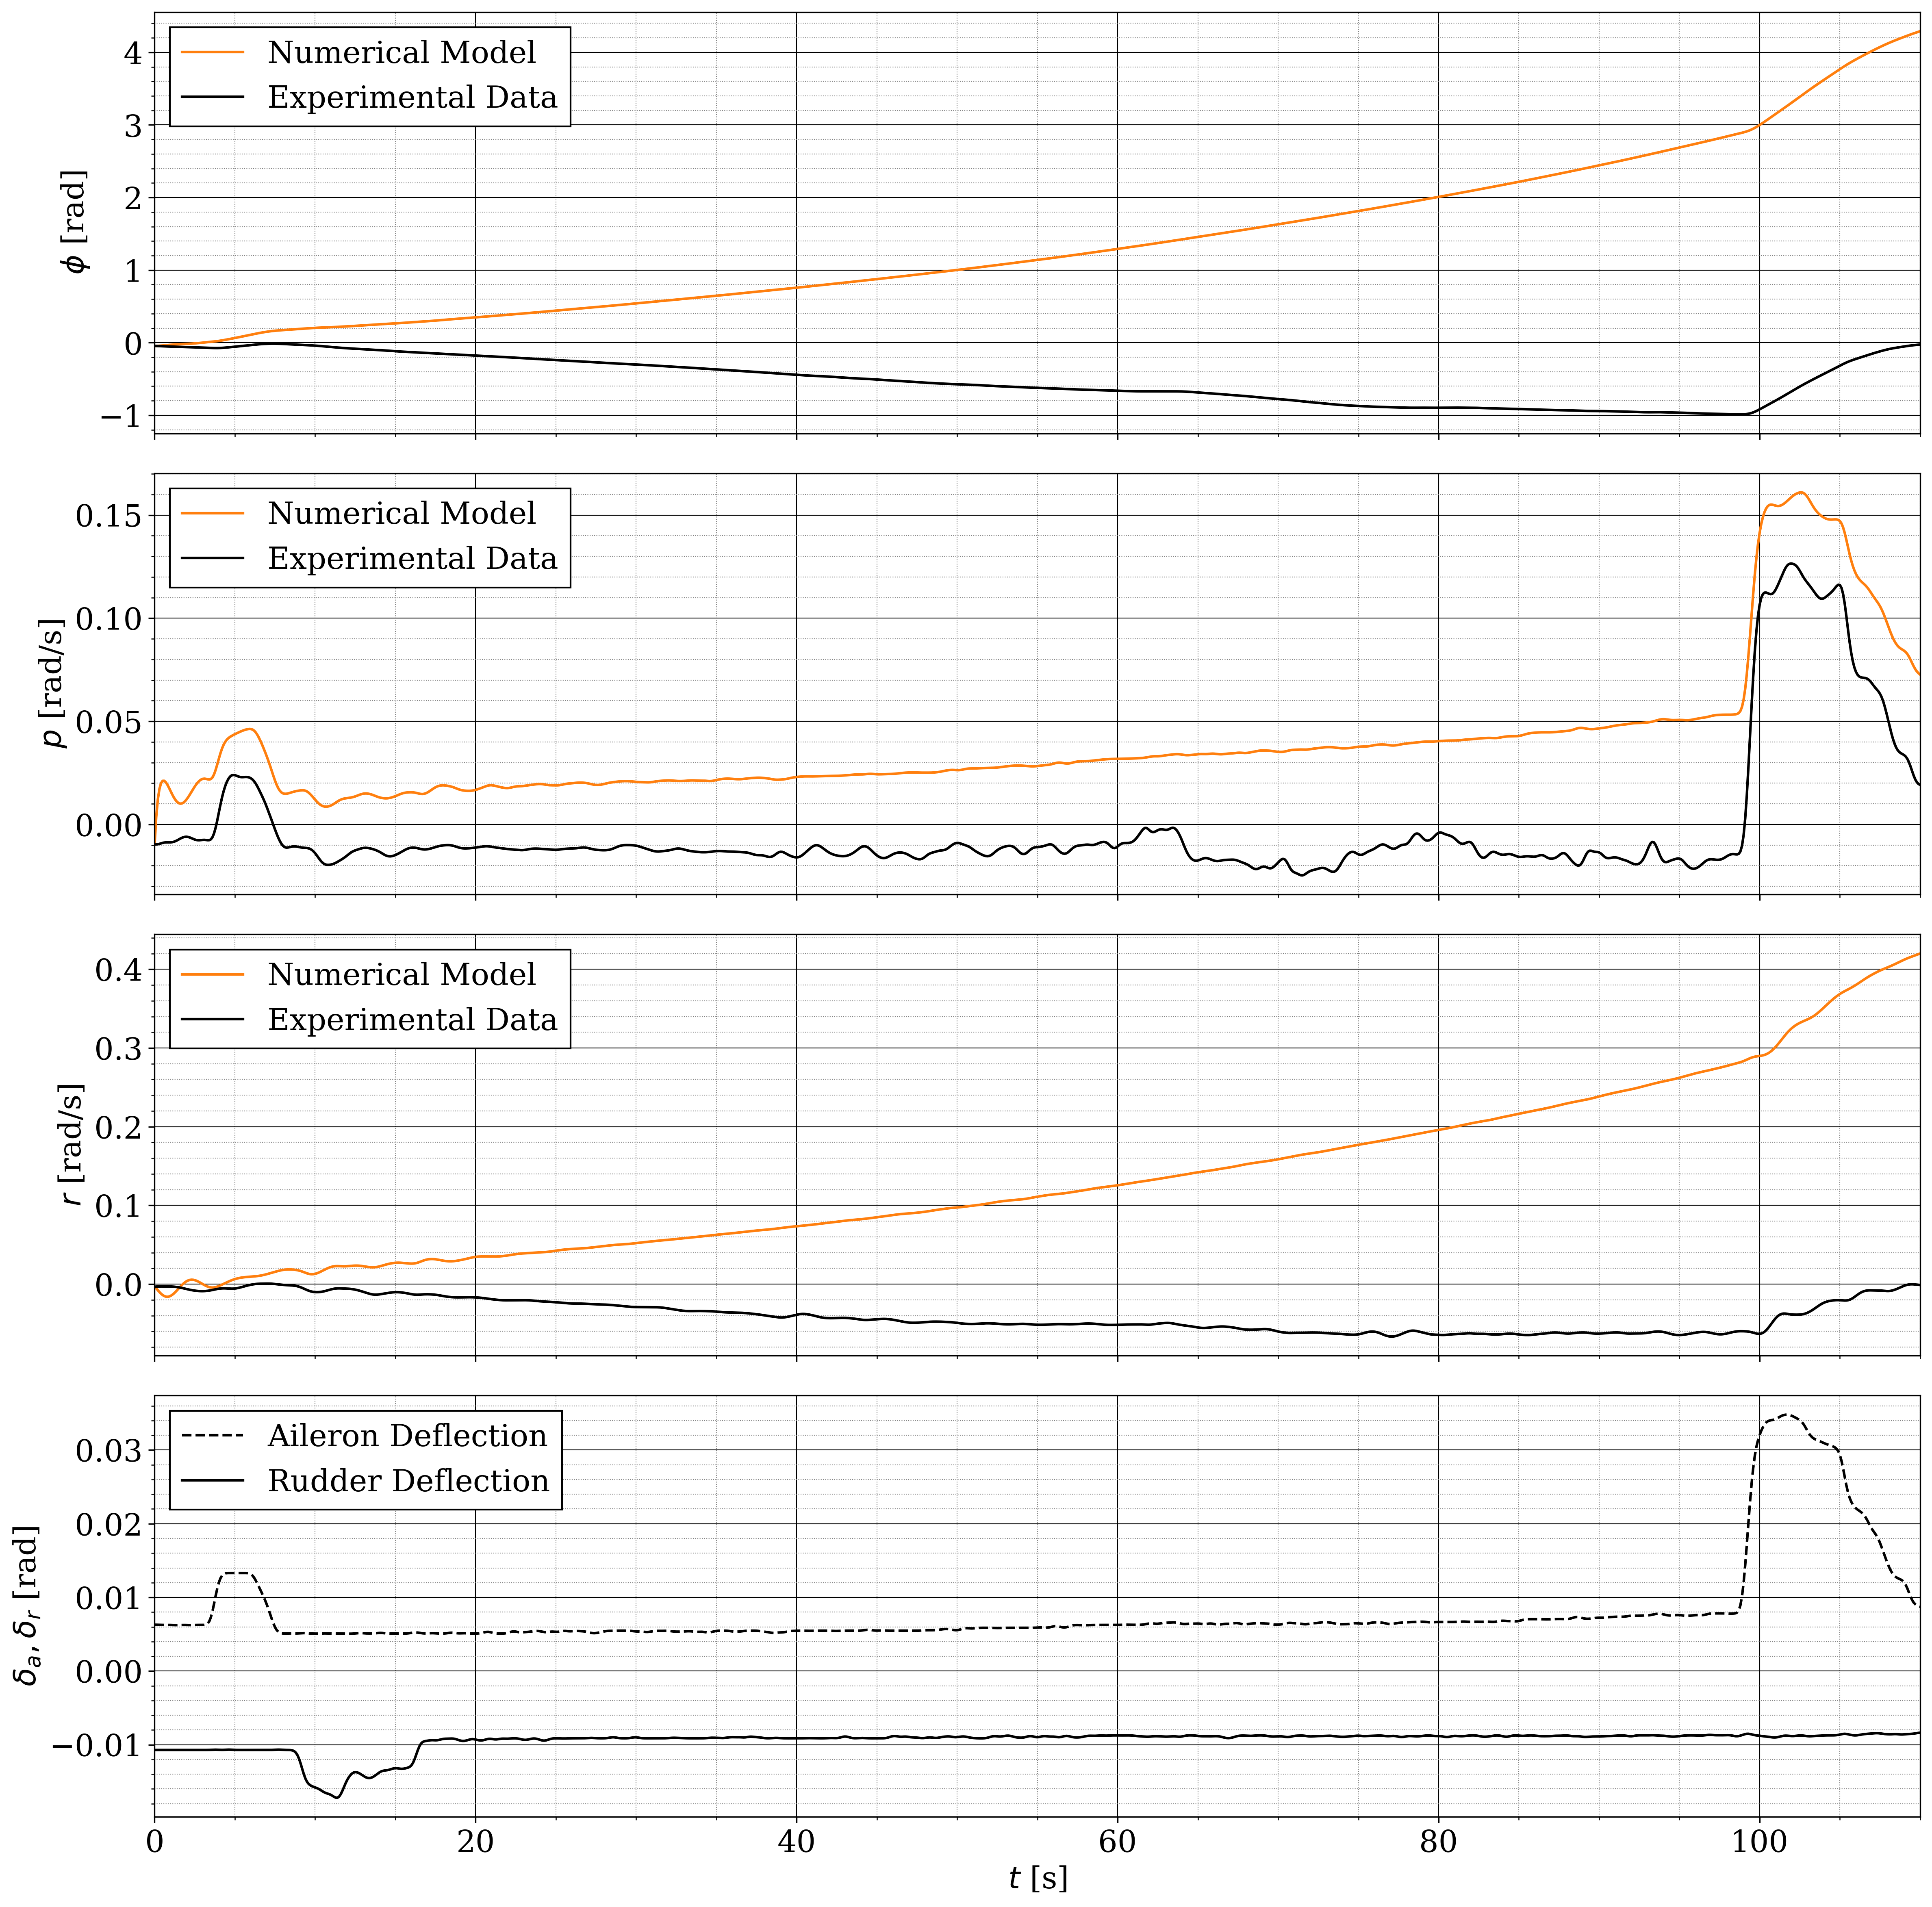 Numerical Model
Experimental Data
4
3
2
1
0
−1
ϕ [rad]
Numerical Model
Experimental Data
0.15
0.10
0.05
0.00
p [rad/s]
Numerical Model
Experimental Data
0.4
0.3
0.2
0.1
0.0
r [rad/s]
Aileron Deflection
Rudder Deflection
0.03
0.02
0.01
0.00
−0.01
δa, δr [rad]
0 20 40 60 80 100
t [s]